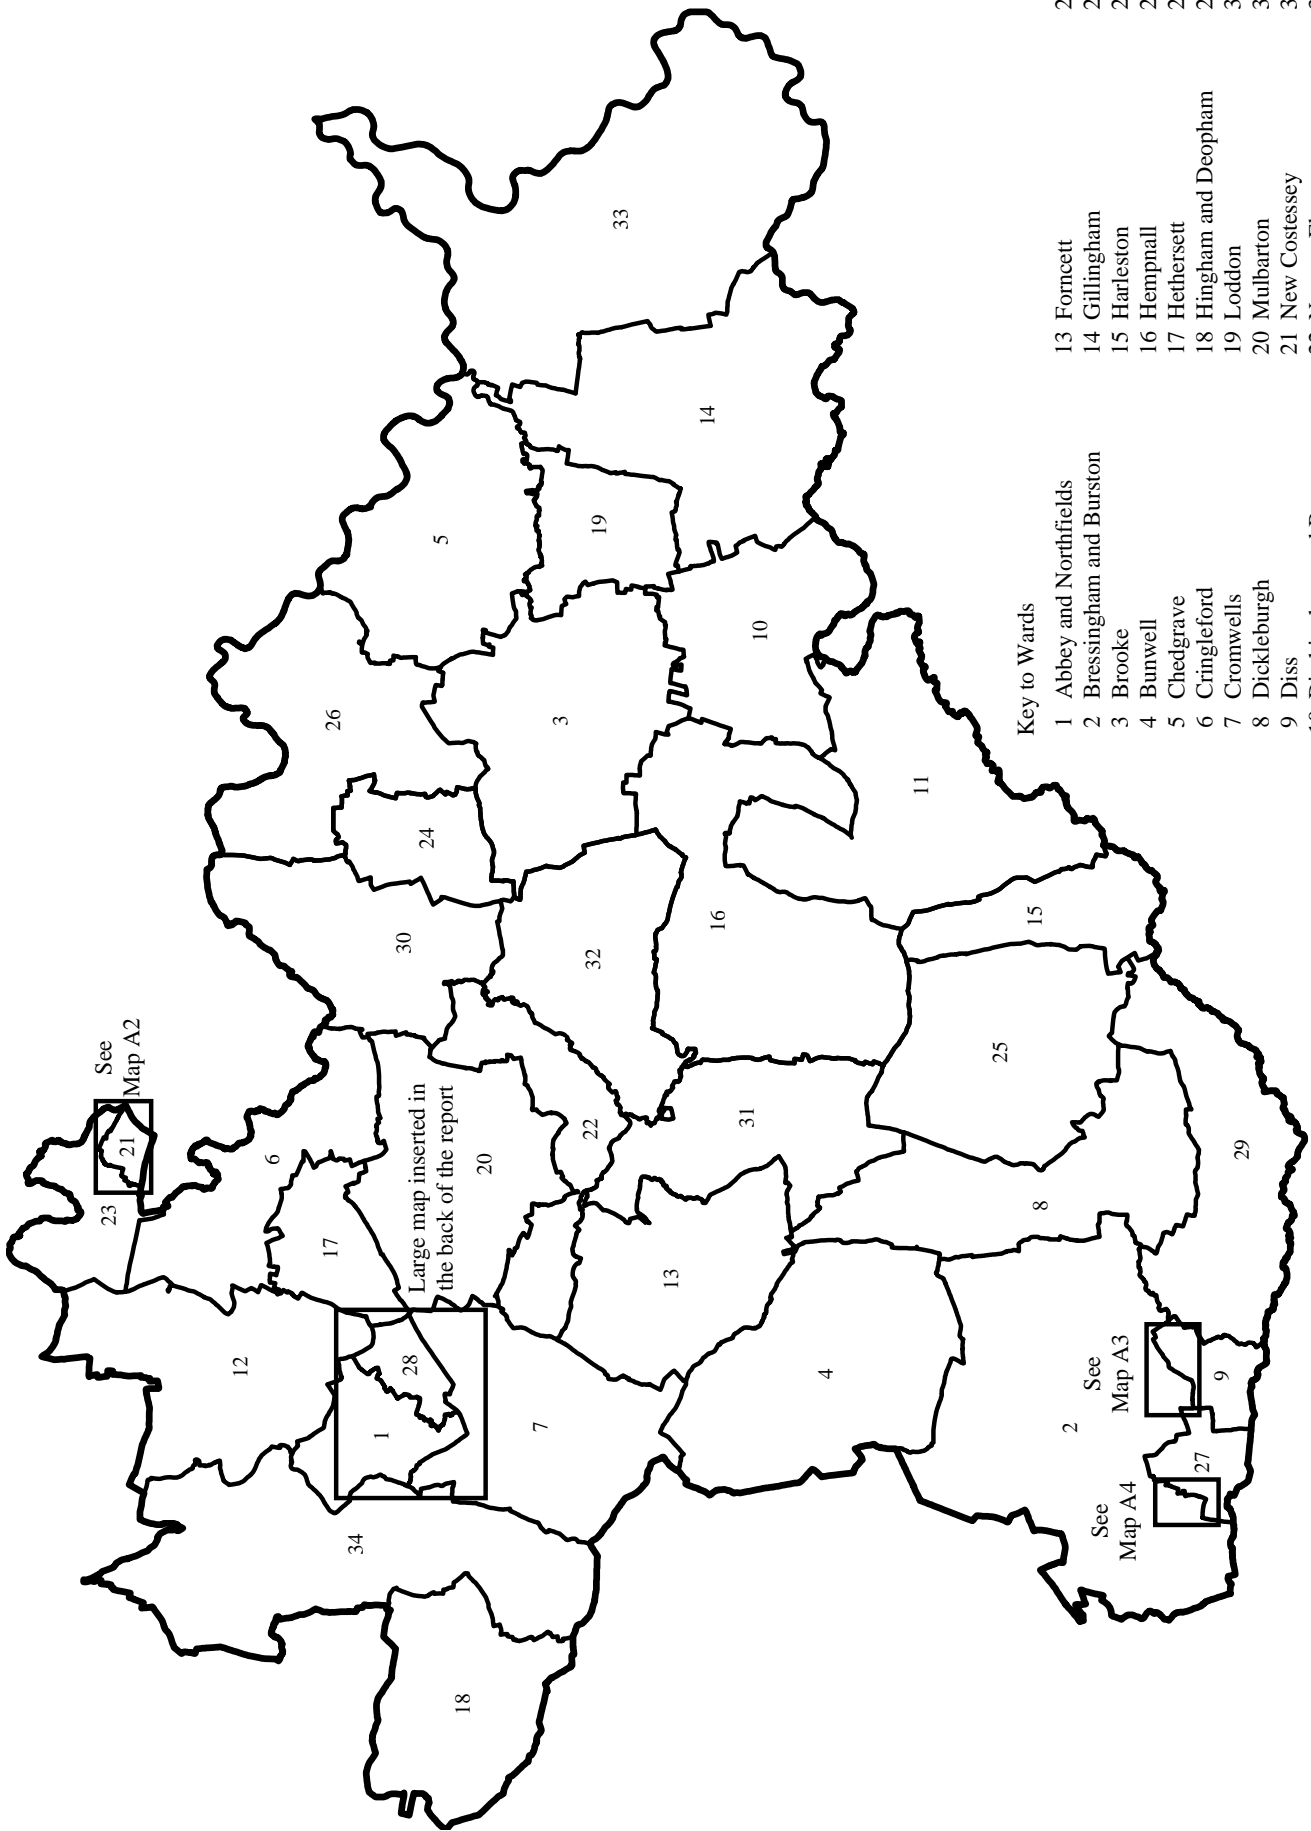 See
Map A2
23
21
12
6
17
26
34
1
30
28
Large map inserted in
the back of the report
24
5
18
20
7
3
22
32
19
33
13
14
16
31
10
4
11
25
15
8
2
See
Map A3
See
Map A4
27
9
29
Key to Wards
1 Abbey and Northfields
2 Bressingham and Burston
3 Brooke
4 Bunwell
5 Chedgrave
6 Cringleford
7 Cromwells
8 Dickleburgh
9 Diss
13 Forncett
14 Gillingham
15 Harleston
16 Hempnall
17 Hethersett
18 Hingham and Deopham
19 Loddon
20 Mulbarton
21 New Costessey